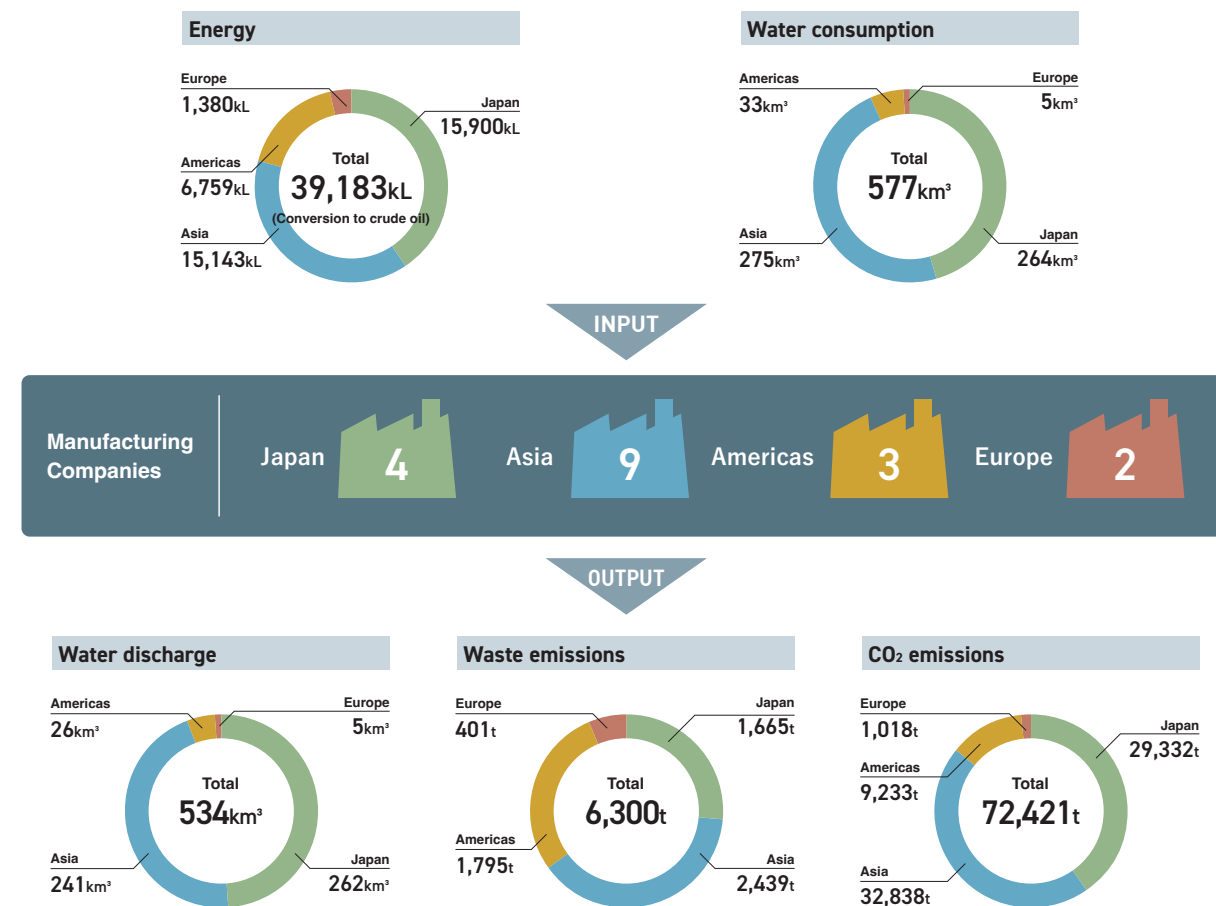 Energy
Europe
1,380kL
Japan
15,900kL
Americas
6,759kL
Asia
15,143kL
Total
39,183kL
(Conversion to crude oil)
Water consumption
Americas
33km³
Europe
5km³
Asia
275km³
Japan
264km³
Total
577km³
INPUT
Manufacturing
Companies
Japan
4
Asia
9
Americas
3
Europe
2
OUTPUT
Water discharge
Americas
26km³
Europe
5km³
Asia
241km³
Japan
262km³
Total
534km³
Waste emissions
Europe
401t
Japan
1,665t
Americas
1,795t
Asia
2,439t
Total
6,300t
CO₂ emissions
Europe
1,018t
Japan
29,332t
Americas
9,233t
Asia
32,838t
Total
72,421t